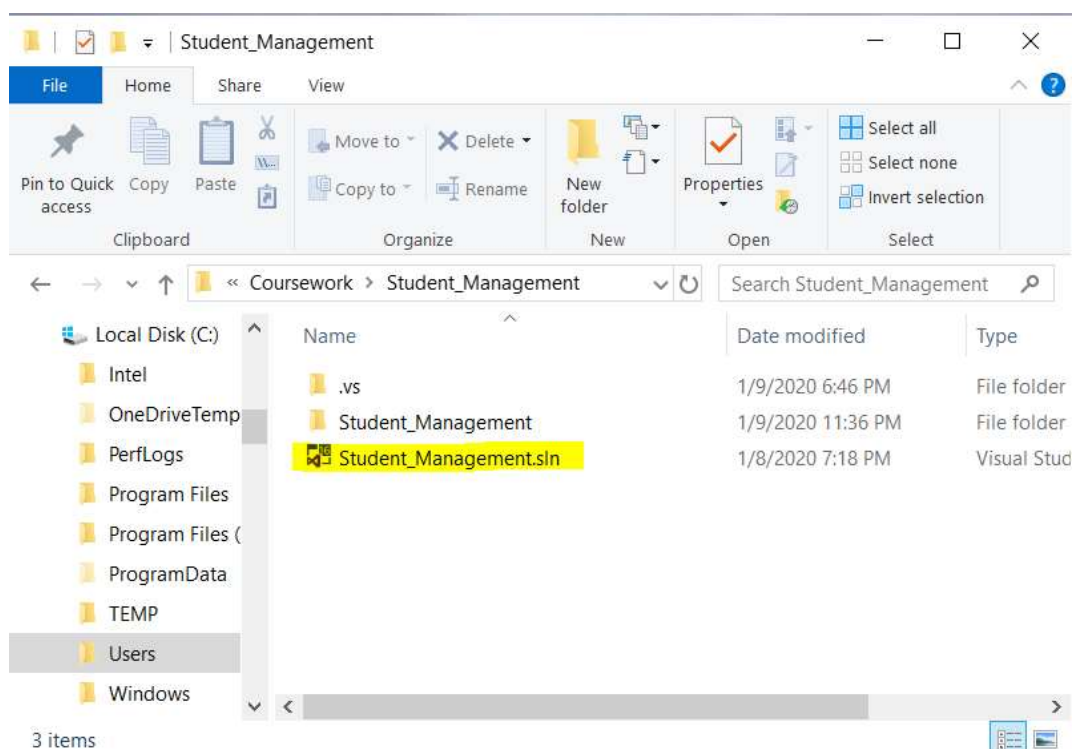 Student_Management
File Home Share View
Pin to Quick access
Copy
Paste
Move to
Copy to
Delete
Rename
New folder
Properties
Select all
Select none
Invert selection
Clipboard Organize New Open Select
« Coursework > Student_Management
Search Student_Management
Local Disk (C:)
Intel
OneDriveTemp
PerfLogs
Program Files
Program Files (
ProgramData
TEMP
Users
Windows
Name Date modified Type
.vs 1/9/2020 6:46 PM File folder
Student_Management 1/9/2020 11:36 PM File folder
Student_Management.sln 1/8/2020 7:18 PM Visual Stud
3 items